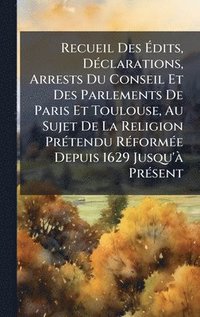 Recueil Des Édits,
Déclarations,
Arrests Du Conseil Et
Des Parlements De
Paris Et Toulouse, Au
Sujet De La Religion
Prétendu Réformée
Depuis 1629 Jusqu'à
Présent